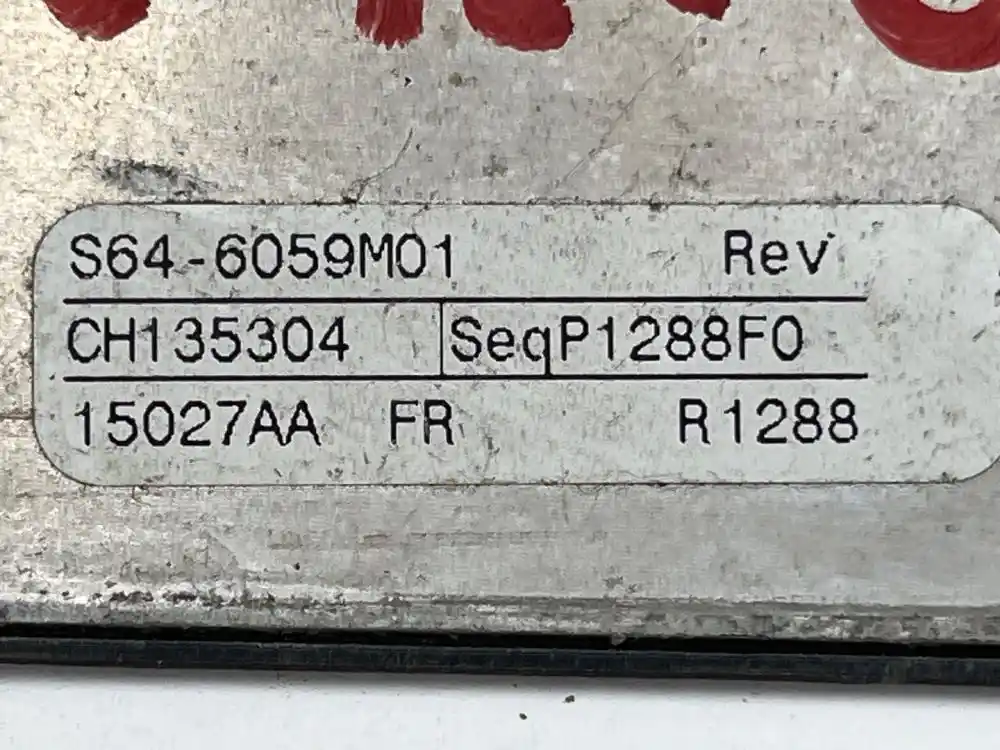 S64-6059M01 Rev
CH135304 SeqP1288F0
15027AA FR R1288